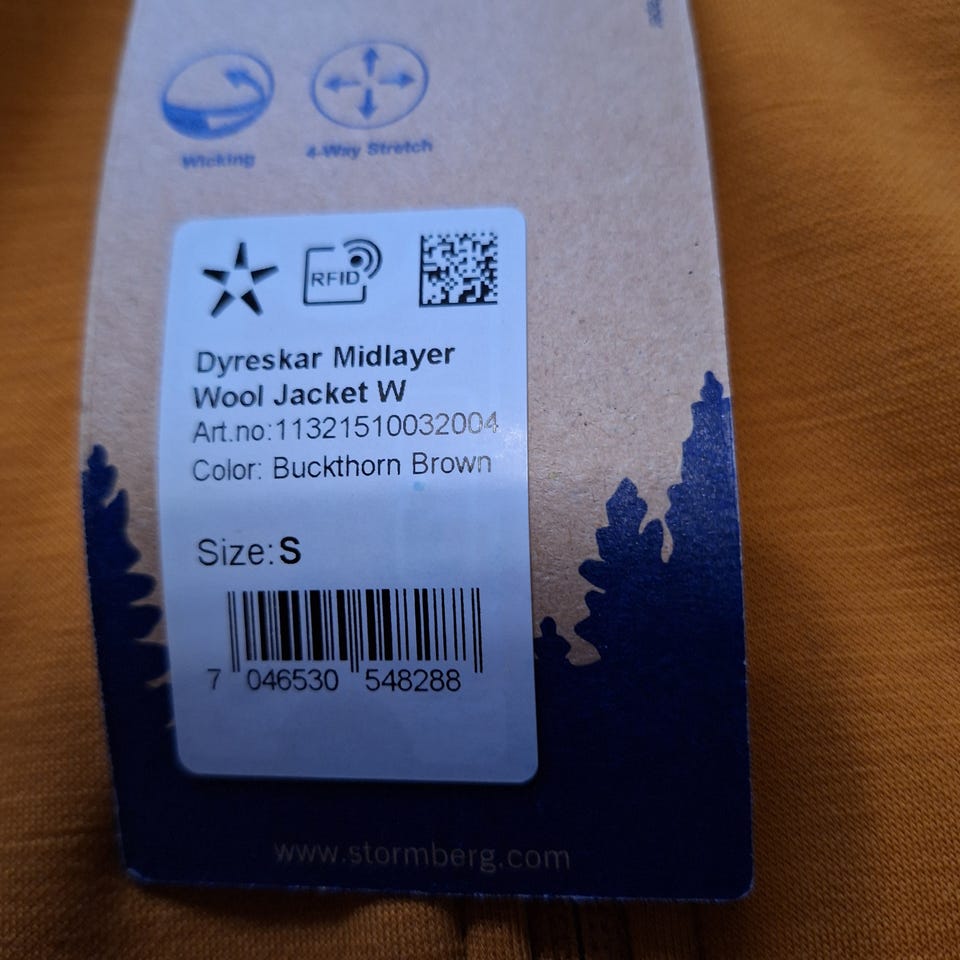 Wicking
4-Way Stretch
RFID
Dyreskar Midlayer
Wool Jacket W
Art.no:11321510032004
Color: Buckthorn Brown
Size: S
7 046530 548288
www.stormberg.com